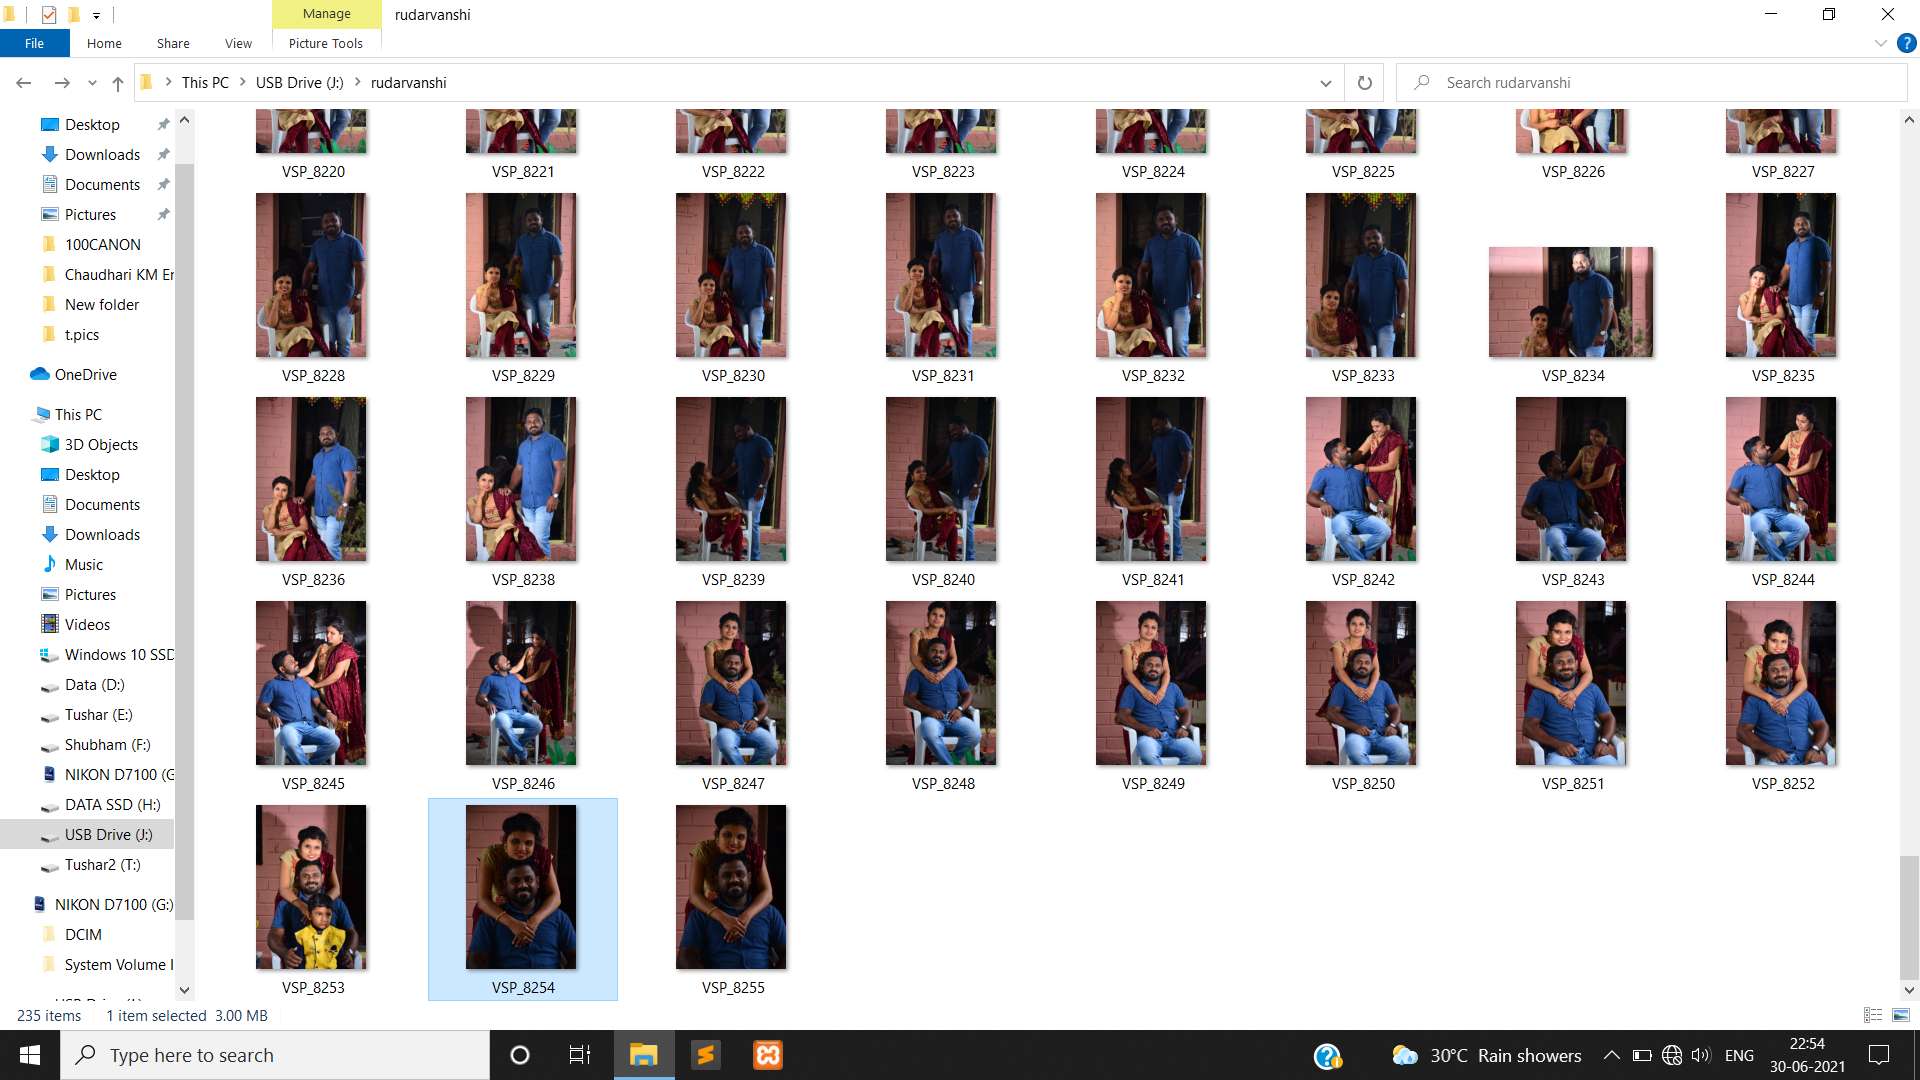 Manage
rudarvanshi
File
Home
Share
View
Picture Tools
This PC
USB Drive (J:)
rudarvanshi
Search rudarvanshi
Desktop
Downloads
Documents
Pictures
100CANON
Chaudhari KM Er
New folder
t.pics
OneDrive
This PC
3D Objects
Desktop
Documents
Downloads
Music
Pictures
Videos
Windows 10 SSD
Data (D:)
Tushar (E:)
Shubham (F:)
NIKON D7100 (G
DATA SSD (H:)
USB Drive (J:)
Tushar2 (T:)
NIKON D7100 (G:)
DCIM
System Volume I
VSP_8220 VSP_8221 VSP_8222 VSP_8223 VSP_8224 VSP_8225 VSP_8226 VSP_8227
VSP_8228 VSP_8229 VSP_8230 VSP_8231 VSP_8232 VSP_8233 VSP_8234 VSP_8235
VSP_8236 VSP_8238 VSP_8239 VSP_8240 VSP_8241 VSP_8242 VSP_8243 VSP_8244
VSP_8245 VSP_8246 VSP_8247 VSP_8248 VSP_8249 VSP_8250 VSP_8251 VSP_8252
VSP_8253 VSP_8254 VSP_8255
235 items 1 item selected 3.00 MB
Type here to search
30°C Rain showers
ENG
22:54
30-06-2021